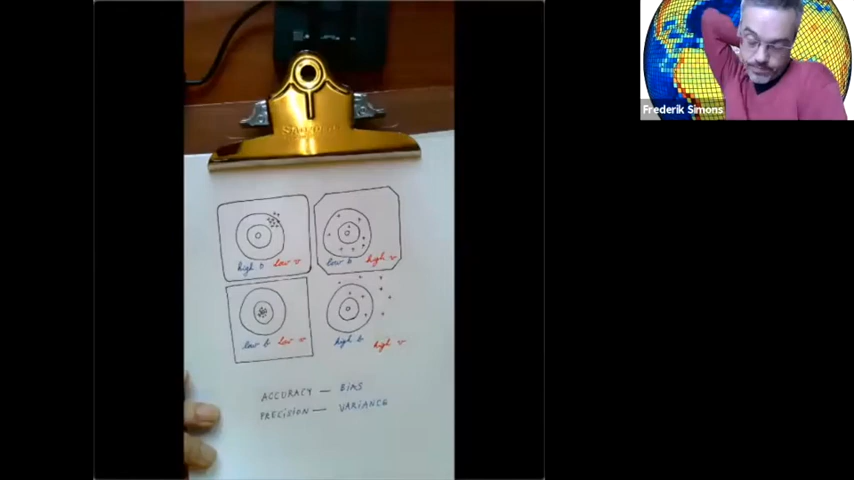 Frederik Simons
high b low v
low b high v
low b low v
high b high v
ACCURACY — BIAS
PRECISION — VARIANCE